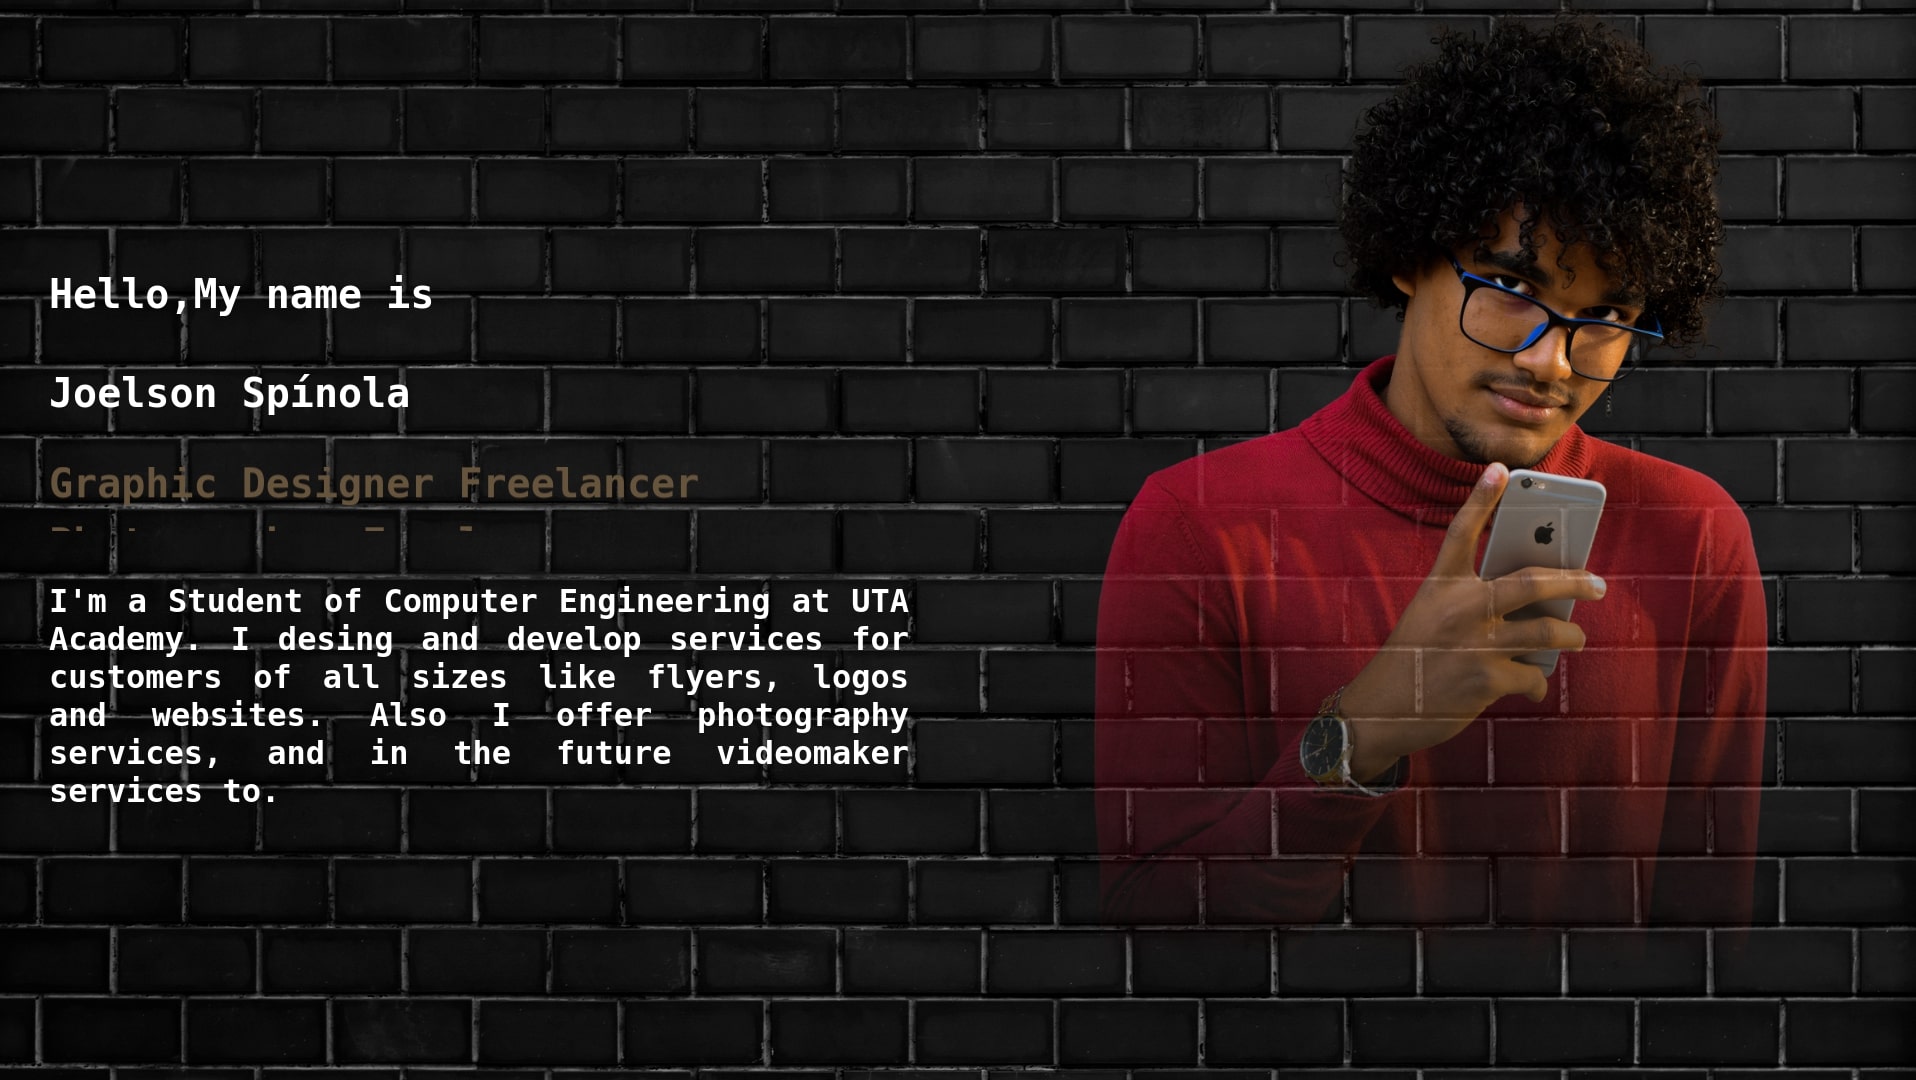 Hello,My name is
Joelson Spínola
Graphic Designer Freelancer
I'm a Student of Computer Engineering at UTA
Academy. I desing and develop services for
customers of all sizes like flyers, logos
and websites. Also I offer photography
services, and in the future videomaker
services to.